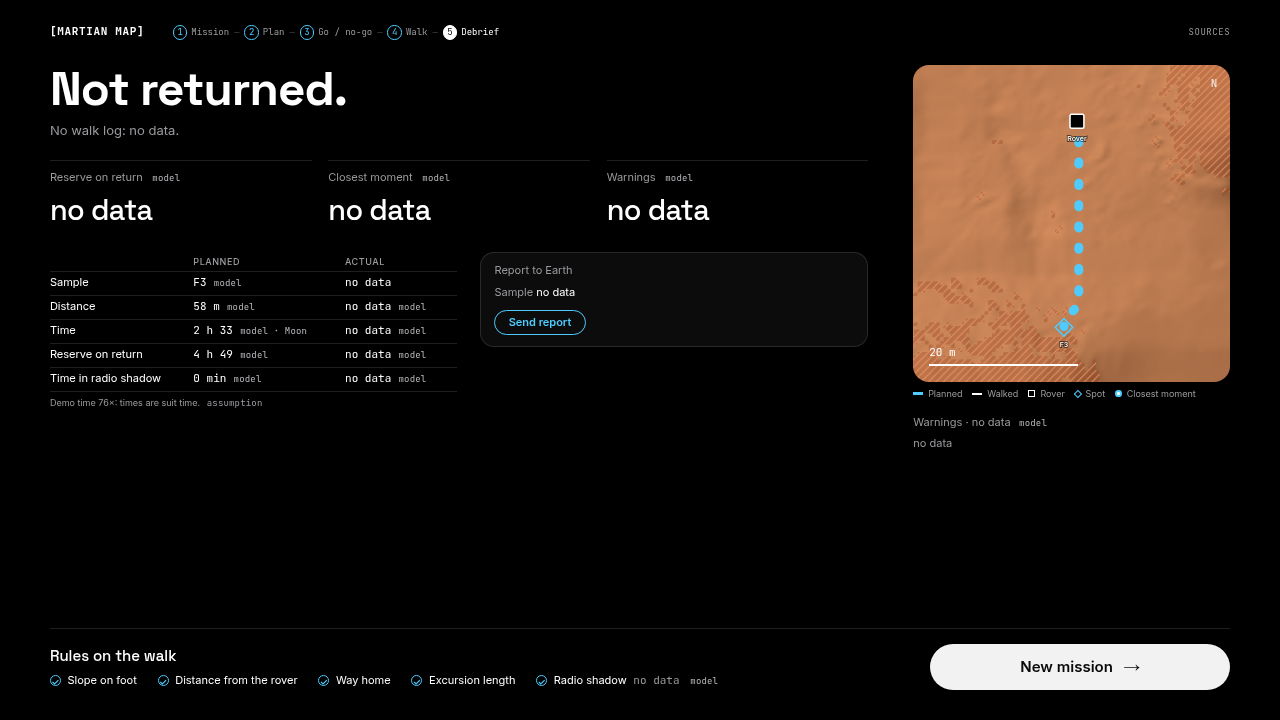 [MARTIAN MAP] 1 Mission – 2 Plan – 3 Go / no-go – 4 Walk – 5 Debrief SOURCES
Not returned.
No walk log: no data.
Reserve on return model
no data
Closest moment model
no data
Warnings model
no data
PLANNED ACTUAL
Sample F3 model no data
Distance 58 m model no data model
Time 2 h 33 model · Moon no data model
Reserve on return 4 h 49 model no data model
Time in radio shadow 0 min model no data model
Demo time 76×: times are suit time. assumption
Report to Earth
Sample no data
Send report
N
Rover
F3
20 m
Planned Walked Rover Spot Closest moment
Warnings · no data model
no data
Rules on the walk
Slope on foot Distance from the rover Way home Excursion length Radio shadow no data model
New mission →